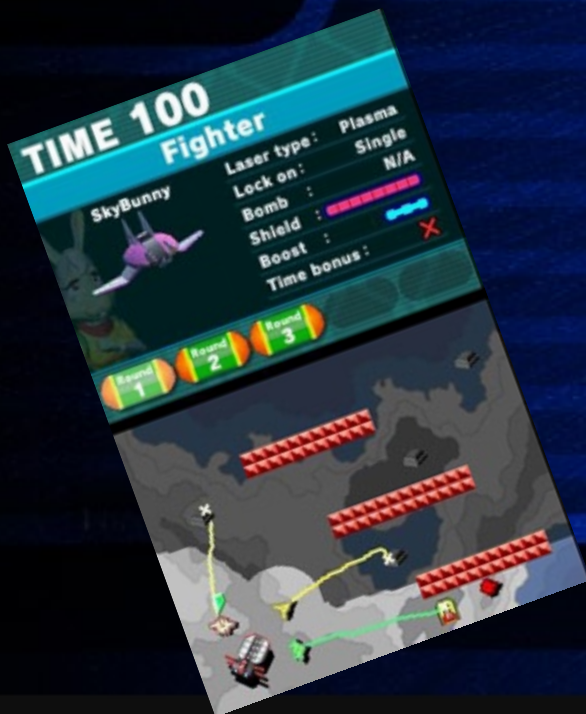 TIME 100
Fighter
SkyBunny
Laser type: Plasma
Lock on: Single
Bomb : N/A
Shield :
Boost :
Time bonus:
Round 1
Round 2
Round 3